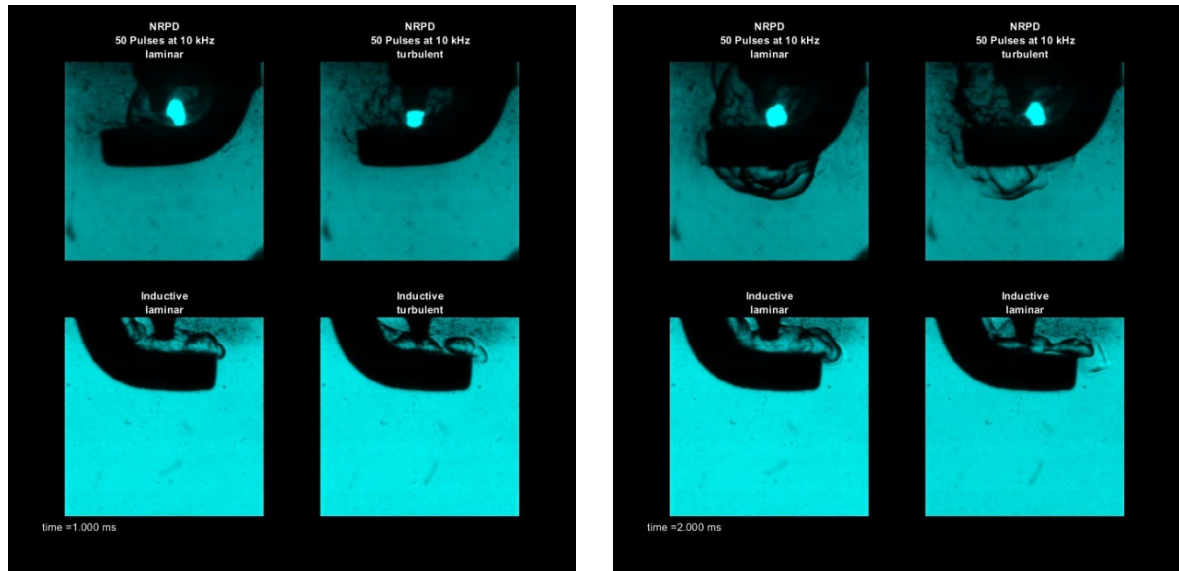 NRPD
50 Pulses at 10 kHz
laminar
NRPD
50 Pulses at 10 kHz
turbulent
Inductive
laminar
Inductive
turbulent
time =1.000 ms
NRPD
50 Pulses at 10 kHz
laminar
NRPD
50 Pulses at 10 kHz
turbulent
Inductive
laminar
Inductive
laminar
time =2.000 ms